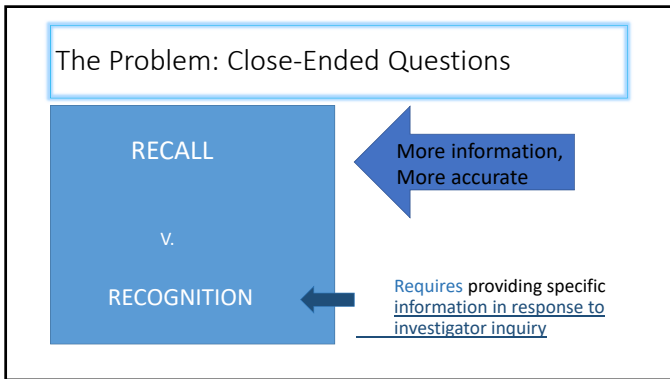 The Problem: Close-Ended Questions
RECALL
More information,
More accurate
V.
RECOGNITION
Requires providing specific
information in response to
investigator inquiry